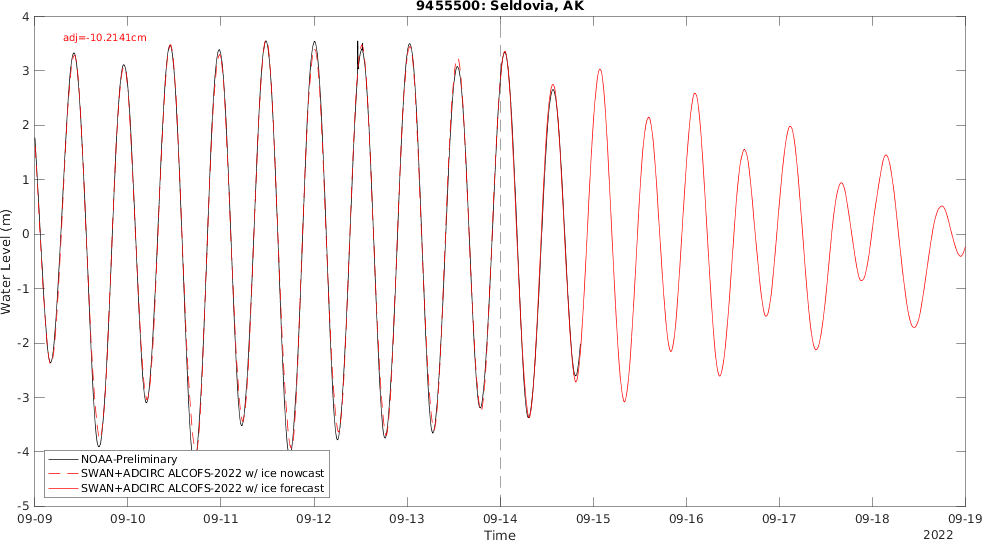 9455500: Seldovia, AK
adj=-10.2141cm
4
3
2
1
0
-1
-2
-3
-4
-5
Water Level (m)
NOAA-Preliminary
SWAN+ADCIRC ALCOFS-2022 w/ ice nowcast
SWAN+ADCIRC ALCOFS-2022 w/ ice forecast
09-09 09-10 09-11 09-12 09-13 09-14 09-15 09-16 09-17 09-18 09-19
Time
2022